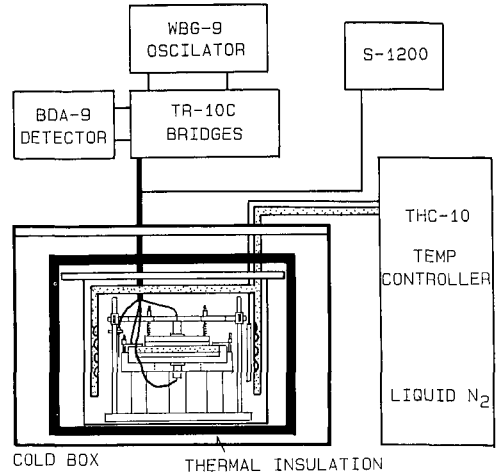 WBG-9
OSCILATOR
S-1200
BDA-9
DETECTOR
TR-10C
BRIDGES
THC-10
TEMP
CONTROLLER
LIQUID N2
COLD BOX
THERMAL INSULATION